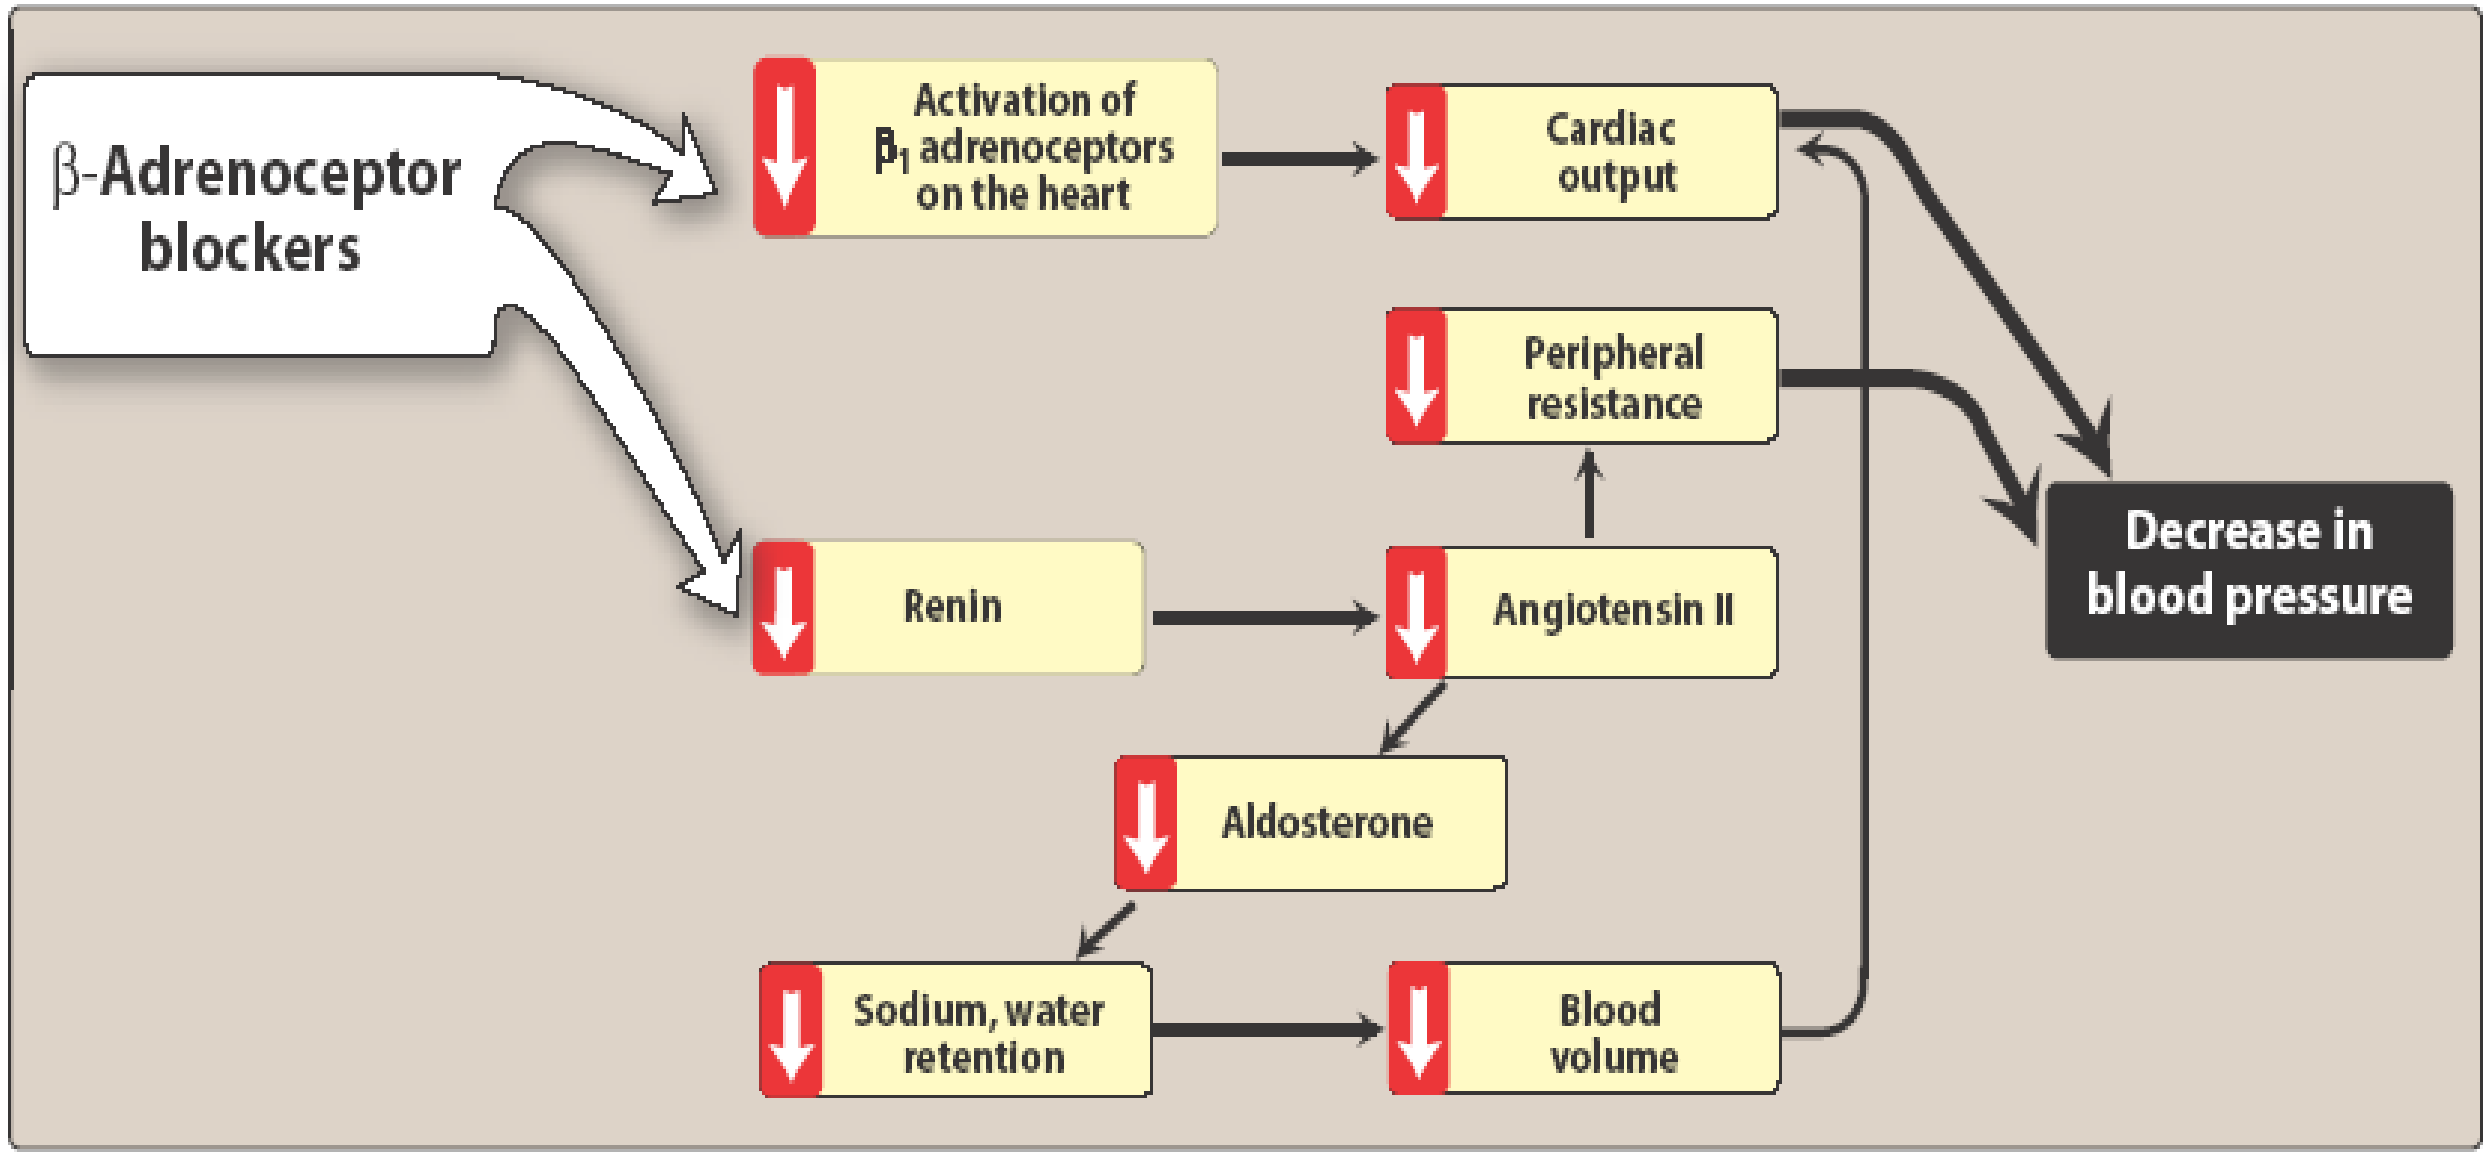 β-Adrenoceptor
blockers
Activation of
β1 adrenoceptors
on the heart
Cardiac
output
Peripheral
resistance
Renin
Angiotensin II
Decrease in
blood pressure
Aldosterone
Sodium, water
retention
Blood
volume